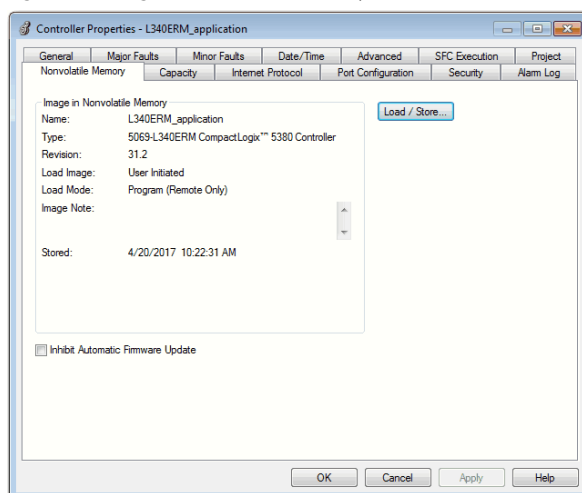 Controller Properties - L340ERM_application
General Major Faults Minor Faults Date/Time Advanced SFC Execution Project
Nonvolatile Memory Capacity Internet Protocol Port Configuration Security Alarm Log
Image in Nonvolatile Memory
Name: L340ERM_application
Load / Store...
Type: 5069-L340ERM CompactLogix™ 5380 Controller
Revision: 31.2
Load Image: User Initiated
Load Mode: Program (Remote Only)
Image Note:
Stored: 4/20/2017 10:22:31 AM
Inhibit Automatic Firmware Update
OK Cancel Apply Help